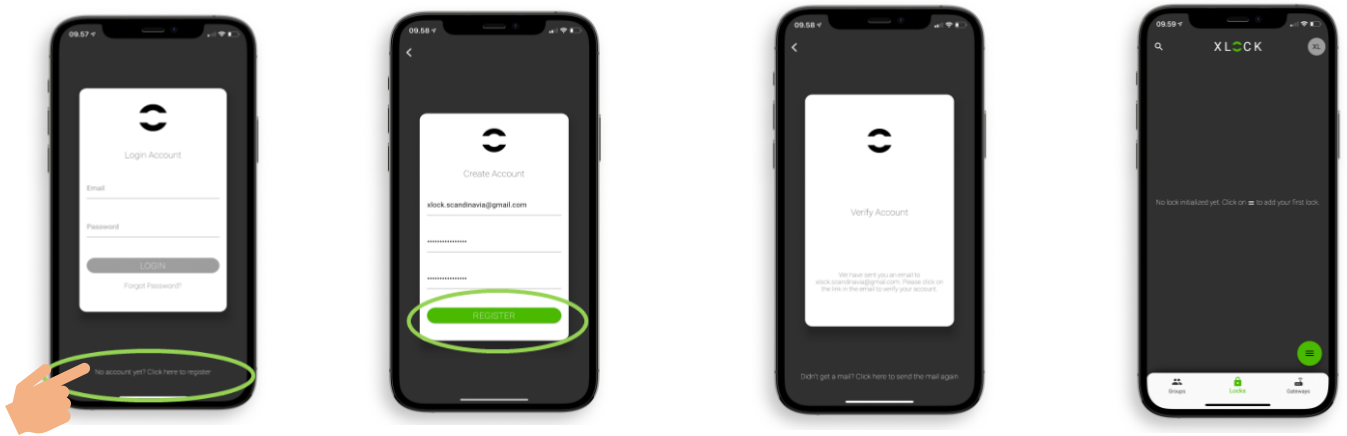 09.57
Login Account
Email
Password
LOGIN
Forgot Password?
No account yet? Click here to register
09.58
Create Account
xlock.scandinavia@gmail.com
REGISTER
09.58
Verify Account
We have sent you an email to
xlock.scandinavia@gmail.com. Please click on
the link in the email to verify your account.
Didn't get a mail? Click here to send the mail again
09.59
XLOCK
XL
No lock initialized yet. Click on = to add your first lock.
Groups
Locks
Gateways